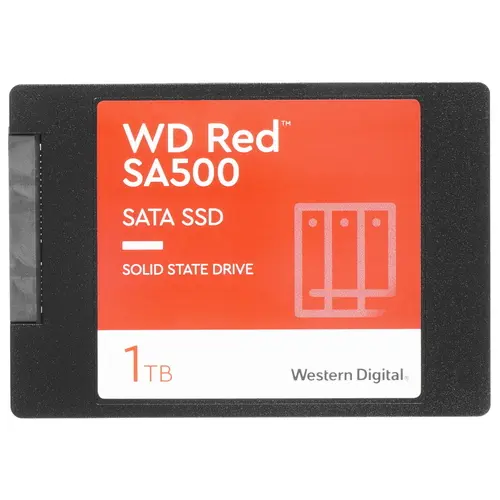 WD Red™
SA500
SATA SSD
SOLID STATE DRIVE
1TB
Western Digital®